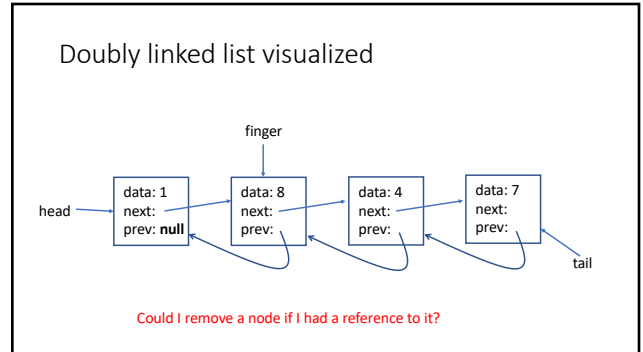 Doubly linked list visualized
finger
head
data: 1
next:
prev: null
data: 8
next:
prev:
data: 4
next:
prev:
data: 7
next:
prev:
tail
Could I remove a node if I had a reference to it?